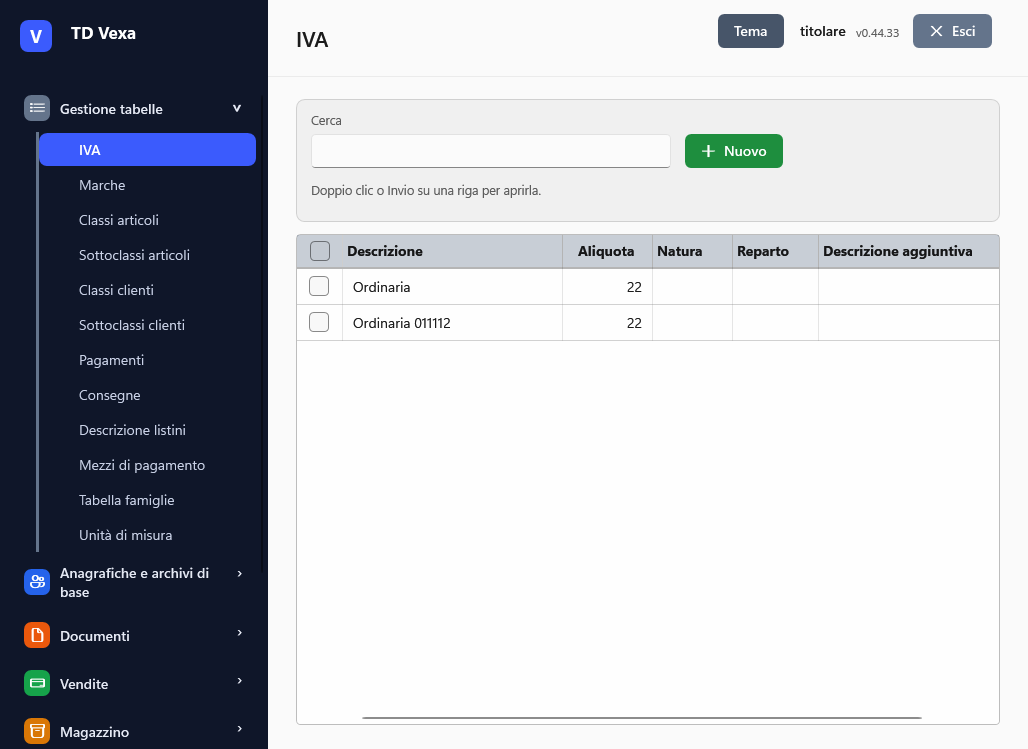 V
TD Vexa
Gestione tabelle
IVA
Marche
Classi articoli
Sottoclassi articoli
Classi clienti
Sottoclassi clienti
Pagamenti
Consegne
Descrizione listini
Mezzi di pagamento
Tabella famiglie
Unità di misura
Anagrafiche e archivi di
base
Documenti
Vendite
Magazzino
IVA
Tema
titolare v0.44.33
Esci
Cerca
Nuovo
Doppio clic o Invio su una riga per aprirla.
Descrizione Aliquota Natura Reparto Descrizione aggiuntiva
Ordinaria 22
Ordinaria 011112 22